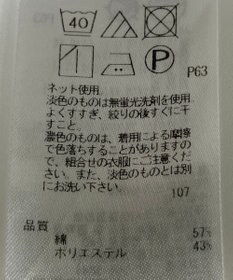 P63
40
P
P63
ネット使用。
淡色のものは無蛍光洗剤を使用。
よくすすぎ、絞りの後すぐに干
すこと。
濃色のものは、着用による摩擦
で色落ちすることがありますの
で、組合せの衣服にご注意くださ
い。また、淡色のものとは別
にお洗い下さい。
107
品質
綿 57%
ポリエステル 43%